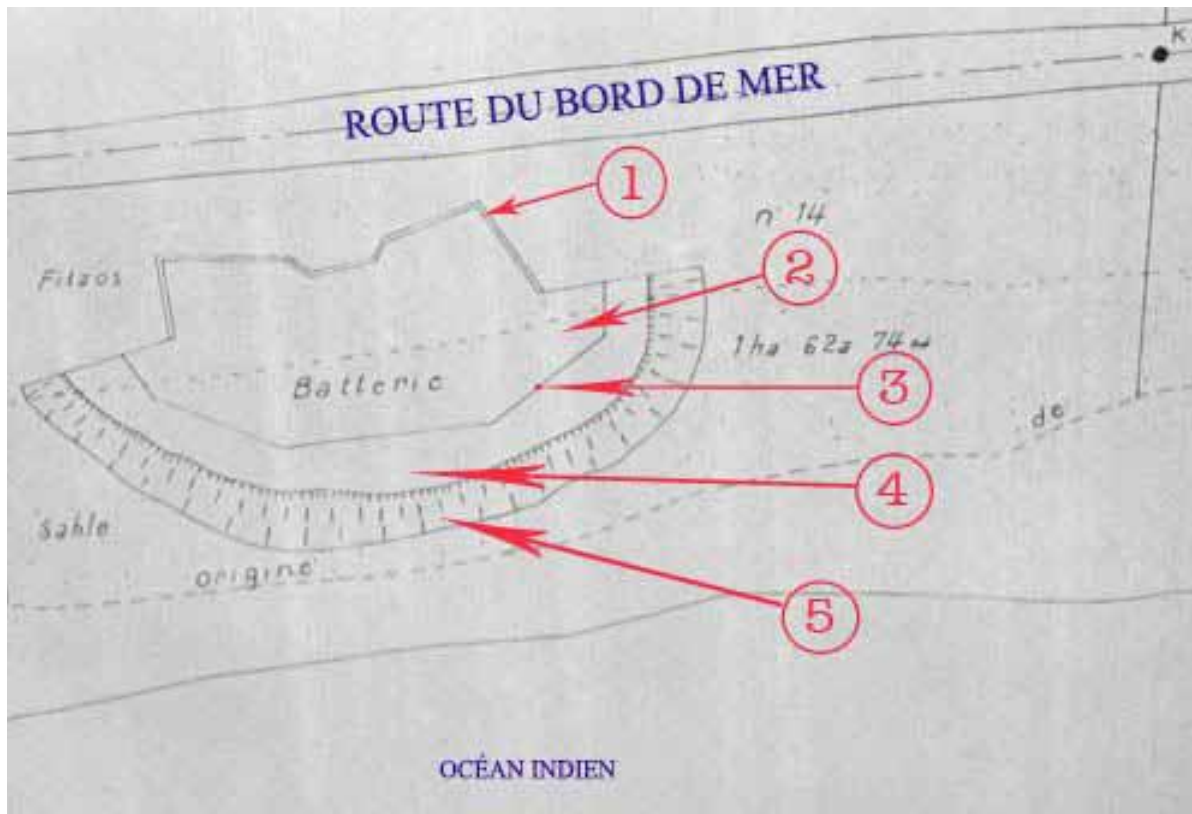 K
ROUTE DU BORD DE MER
1
n° 14
2
Filaos
1ha 62a 74
Batterie
3
de
4
Sable
origine
5
OCÉAN INDIEN